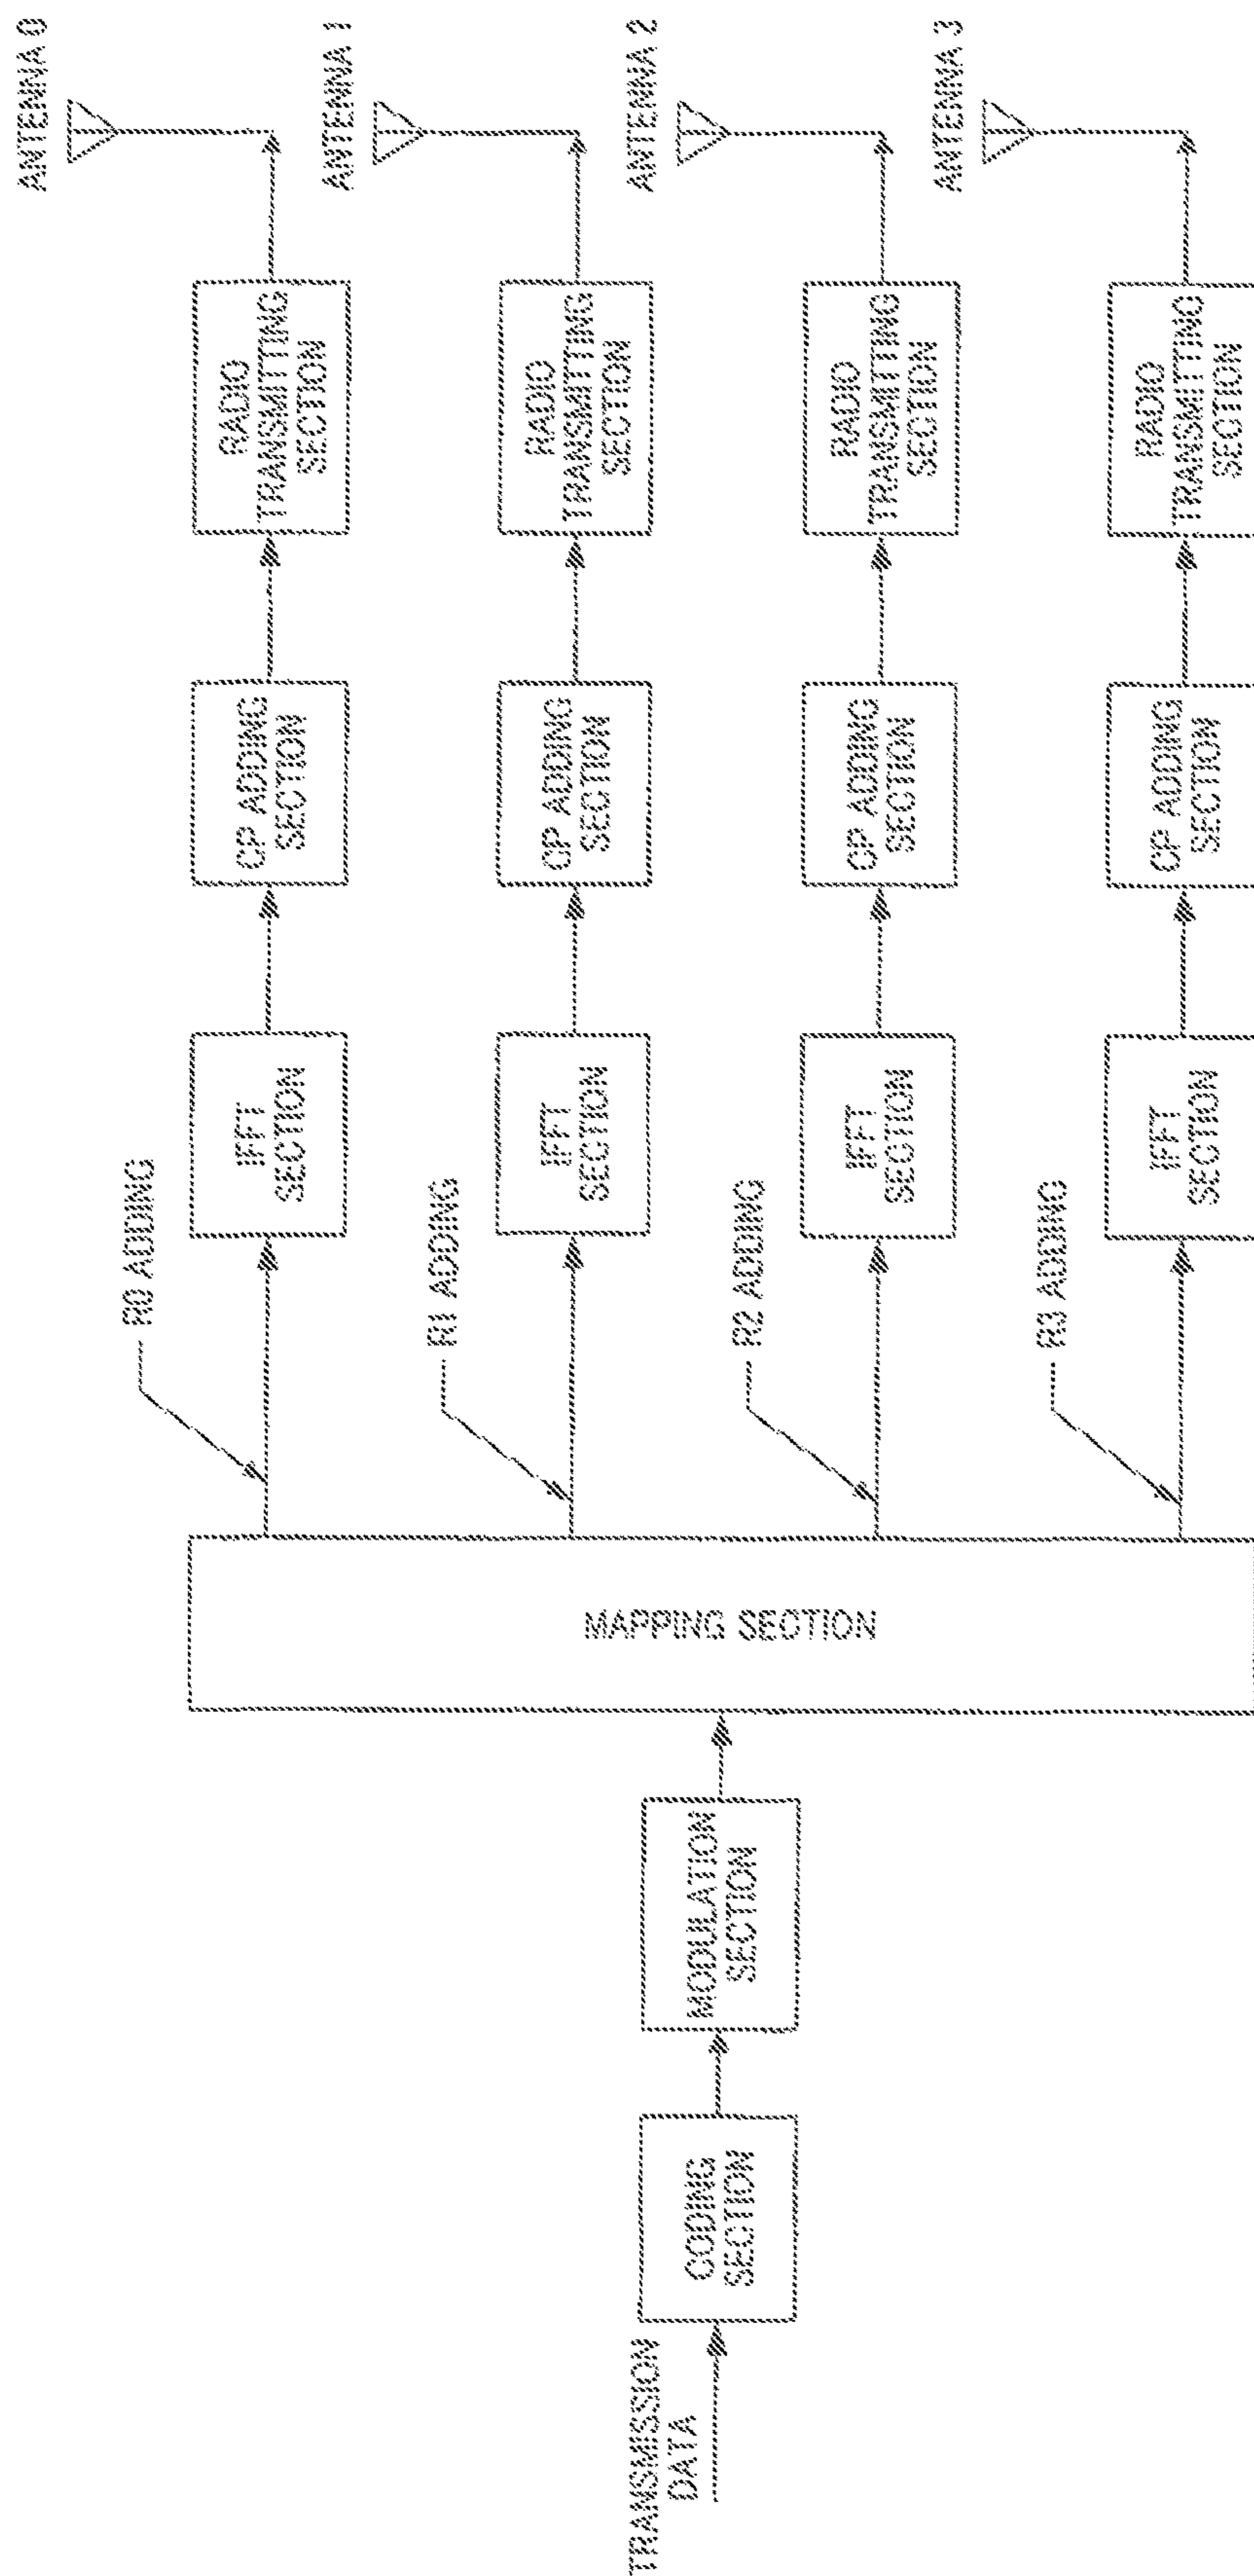 TRANSMISSION
DATA
CODING
SECTION
MODULATION
SECTION
MAPPING SECTION
R0 ADDING
IFFT
SECTION
CP ADDING
SECTION
RADIO
TRANSMITTING
SECTION
ANTENNA 0
R1 ADDING
IFFT
SECTION
CP ADDING
SECTION
RADIO
TRANSMITTING
SECTION
ANTENNA 1
R2 ADDING
IFFT
SECTION
CP ADDING
SECTION
RADIO
TRANSMITTING
SECTION
ANTENNA 2
R3 ADDING
IFFT
SECTION
CP ADDING
SECTION
RADIO
TRANSMITTING
SECTION
ANTENNA 3